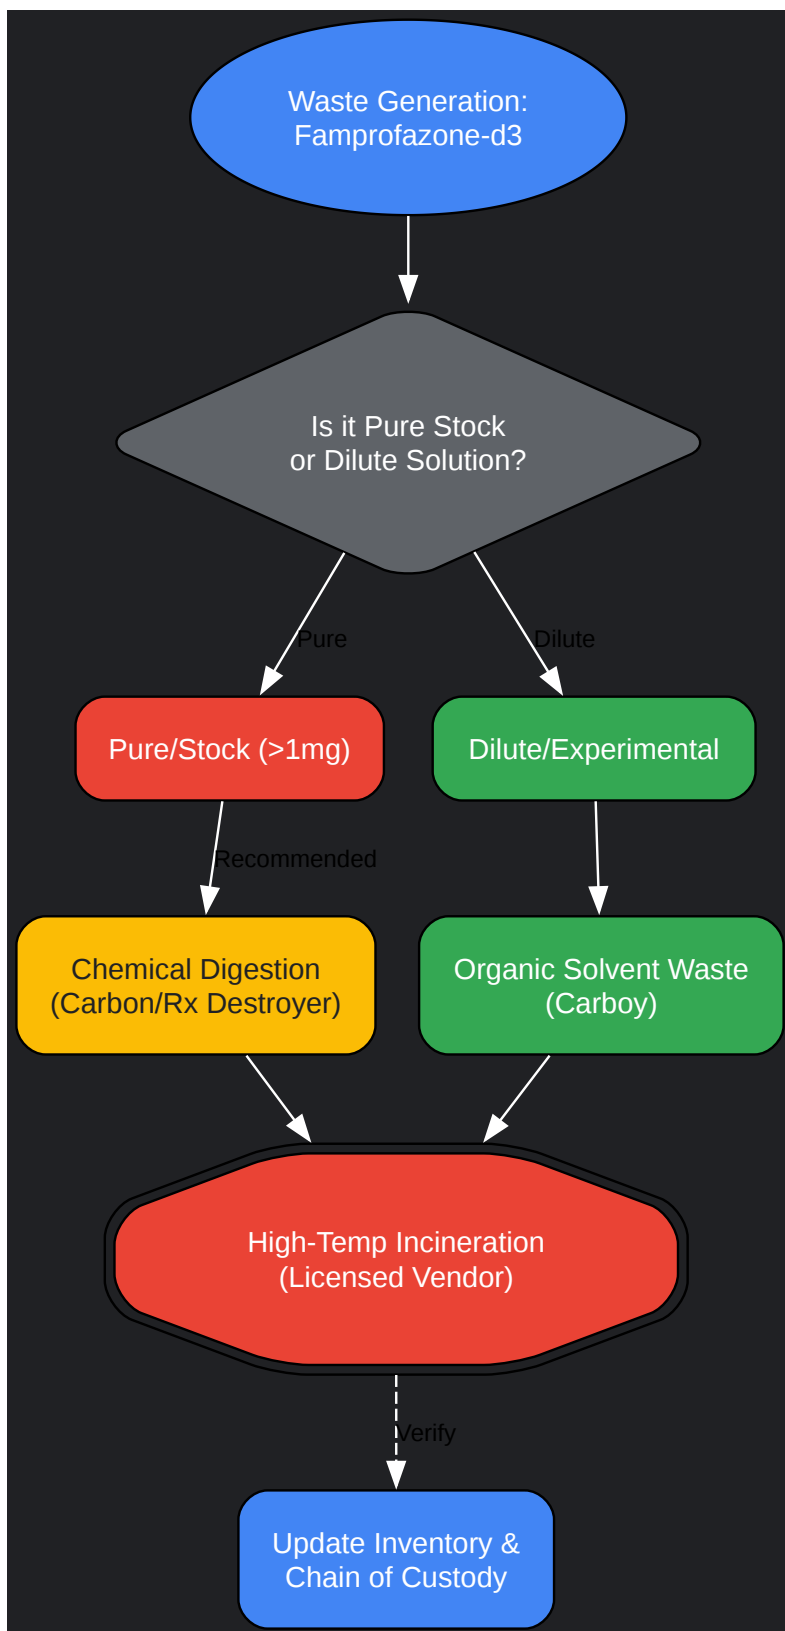 Waste Generation:
Famprofazone-d3
Is it Pure Stock
or Dilute Solution?
Pure
Dilute
Pure/Stock (>1mg)
Dilute/Experimental
Recommended
Chemical Digestion
(Carbon/Rx Destroyer)
Organic Solvent Waste
(Carboy)
High-Temp Incineration
(Licensed Vendor)
Verify
Update Inventory &
Chain of Custody